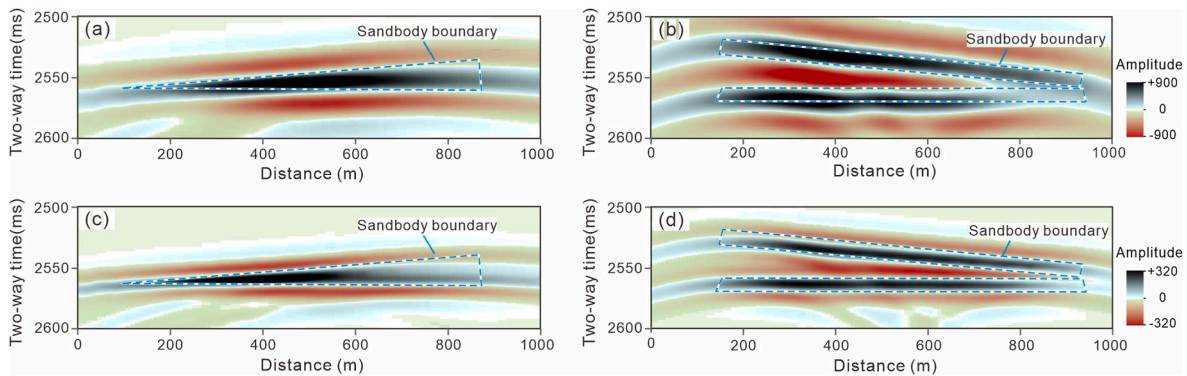 (a)
Sandbody boundary
2500
2550
2600
Two-way time(ms)
0 200 400 600 800 1000
Distance (m)
(b)
Sandbody boundary
2500
2550
2600
Two-way time(ms)
0 200 400 600 800 1000
Distance (m)
Amplitude
+900
0
-900
(c)
Sandbody boundary
2500
2550
2600
Two-way time(ms)
0 200 400 600 800 1000
Distance (m)
(d)
Sandbody boundary
2500
2550
2600
Two-way time(ms)
0 200 400 600 800 1000
Distance (m)
Amplitude
+320
0
-320